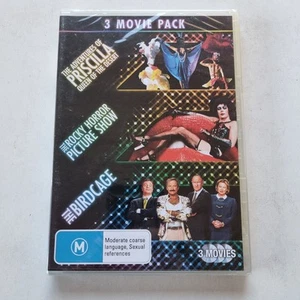 3 MOVIE PACK
THE ADVENTURES OF
PRISCILLA
QUEEN OF THE DESERT
THE ROCKY HORROR
PICTURE SHOW
THE BIRDCAGE
M
Moderate coarse
language, Sexual
references
3 MOVIES